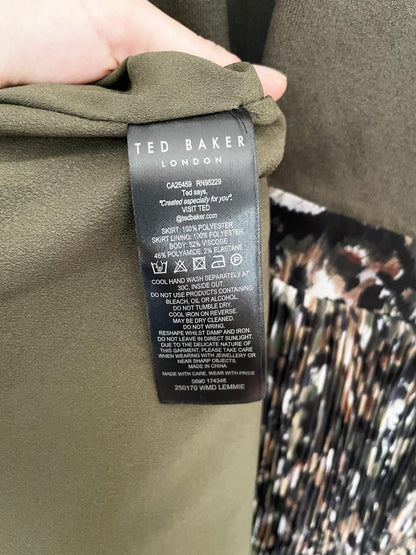 TED BAKER
LONDON
CA25459 RN95229
Ted says,
"Created especially for you".
VISIT TED
@tedbaker.com
SKIRT: 100% POLYESTER
SKIRT LINING: 100% POLYESTER
BODY: 52% VISCOSE
46% POLYAMIDE, 2% ELASTANE
COOL HAND WASH SEPARATELY AT
30C, INSIDE OUT.
DO NOT USE PRODUCTS CONTAINING
BLEACH, OIL OR ALCOHOL
DO NOT TUMBLE DRY.
COOL IRON ON REVERSE.
MAY BE DRY CLEANED.
DO NOT WRING.
RESHAPE WHILST DAMP AND IRON.
DO NOT LEAVE IN DIRECT SUNLIGHT.
DUE TO THE DELICATE NATURE OF
THIS GARMENT, PLEASE TAKE CARE
WHEN WEARING WITH JEWELLERY OR
NEAR SHARP OBJECTS.
MADE IN CHINA
MADE WITH CARE, WEAR WITH PRIDE
0690 174346
250170 WMD LEMMIE